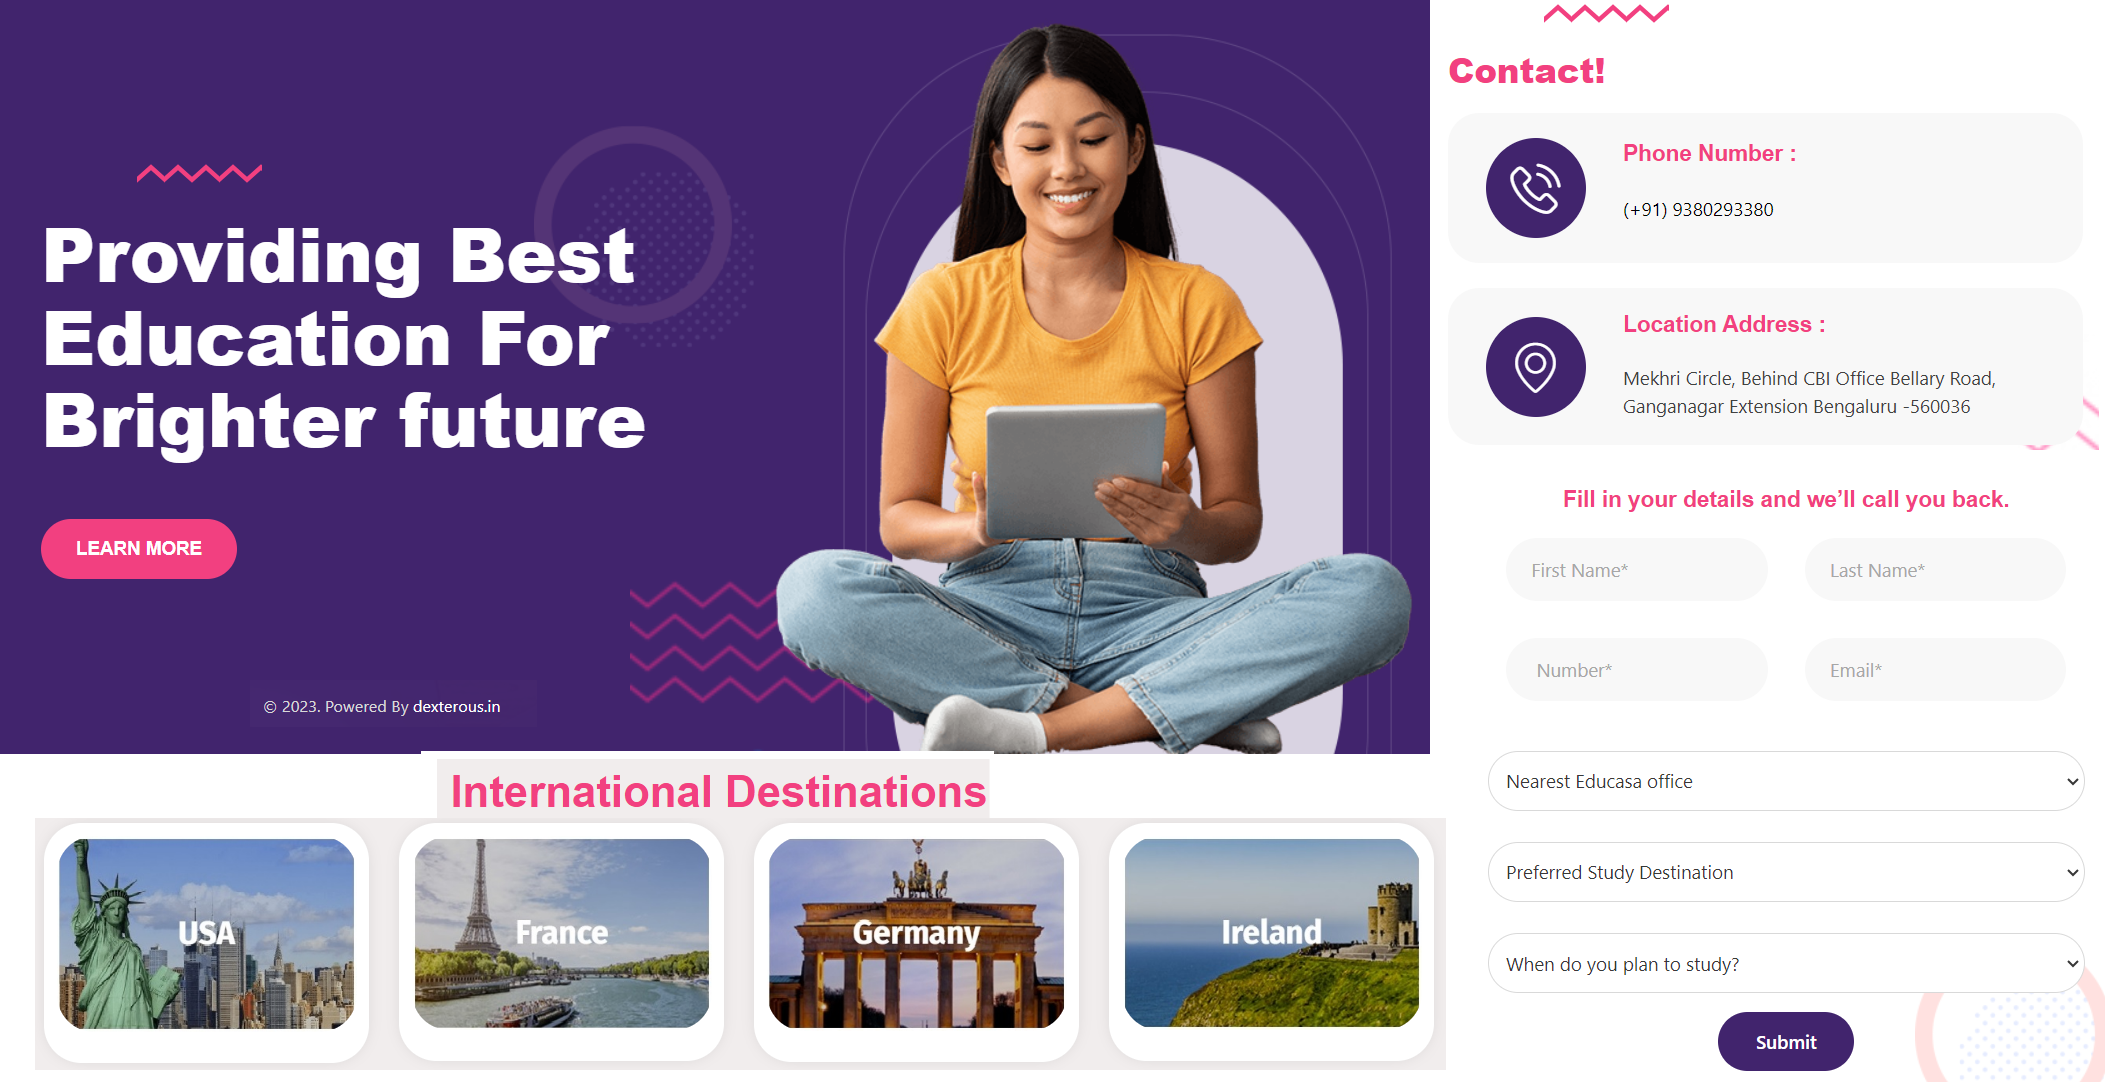 Providing Best
Education For
Brighter future
LEARN MORE
© 2023. Powered By dexterous.in
International Destinations
USA
France
Germany
Ireland
Contact!
Phone Number :
(+91) 9380293380
Location Address :
Mekhri Circle, Behind CBI Office Bellary Road,
Ganganagar Extension Bengaluru -560036
Fill in your details and we’ll call you back.
First Name*
Last Name*
Number*
Email*
Nearest Educasa office
Preferred Study Destination
When do you plan to study?
Submit